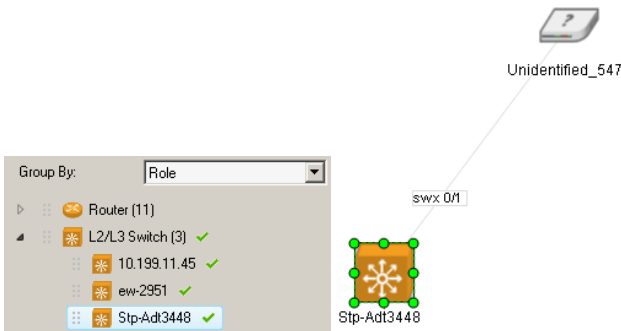 Unidentified_547
Group By: Role
swx 0/1
Router (11)
L2/L3 Switch (3)
10.199.11.45
ew-2951
Stp-Adt3448
Stp-Adt3448